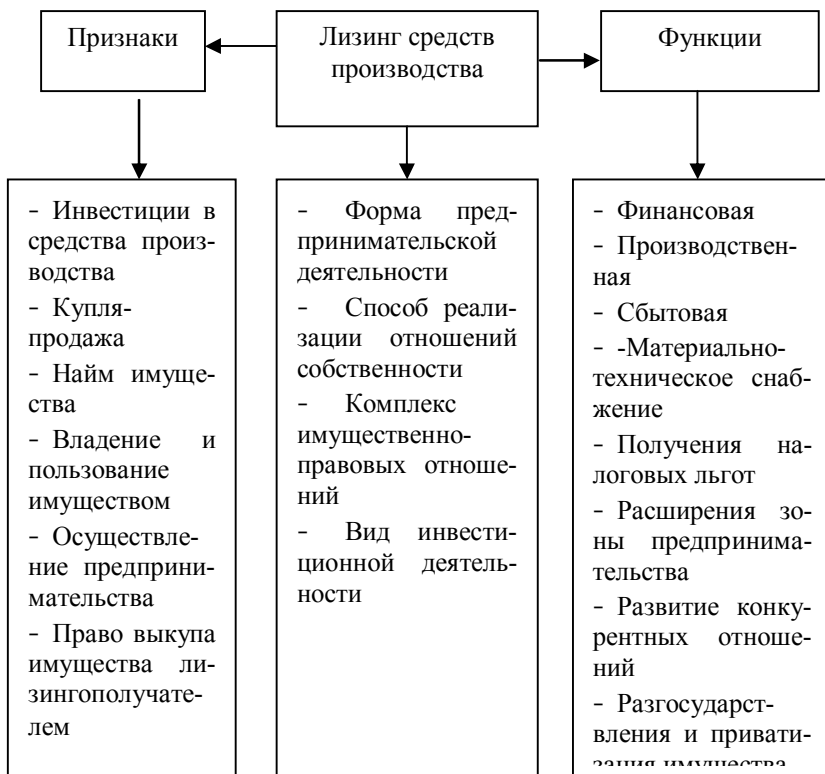 Признаки
Лизинг средств
производства
Функции
- Инвестиции в
средства произ-
водства
- Купля-
продажа
- Найм имуще-
ства
- Владение и
пользование
имуществом
- Осуществле-
ние предприни-
мательства
- Право выкупа
имущества ли-
зингополучате-
лем
- Форма пред-
принимательской
деятельности
- Способ реали-
зации отношений
собственности
- Комплекс
имущественно-
правовых отноше-
ний
- Вид инвести-
ционной деятель-
ности
- Финансовая
- Производствен-
ная
- Сбытовая
- -Материально-
техническое снаб-
жение
- Получения на-
логовых льгот
- Расширения зо-
ны предпринима-
тельства
- Развитие конку-
рентных отноше-
ний
- Разгосударст-
вления и привати-
зация имущества